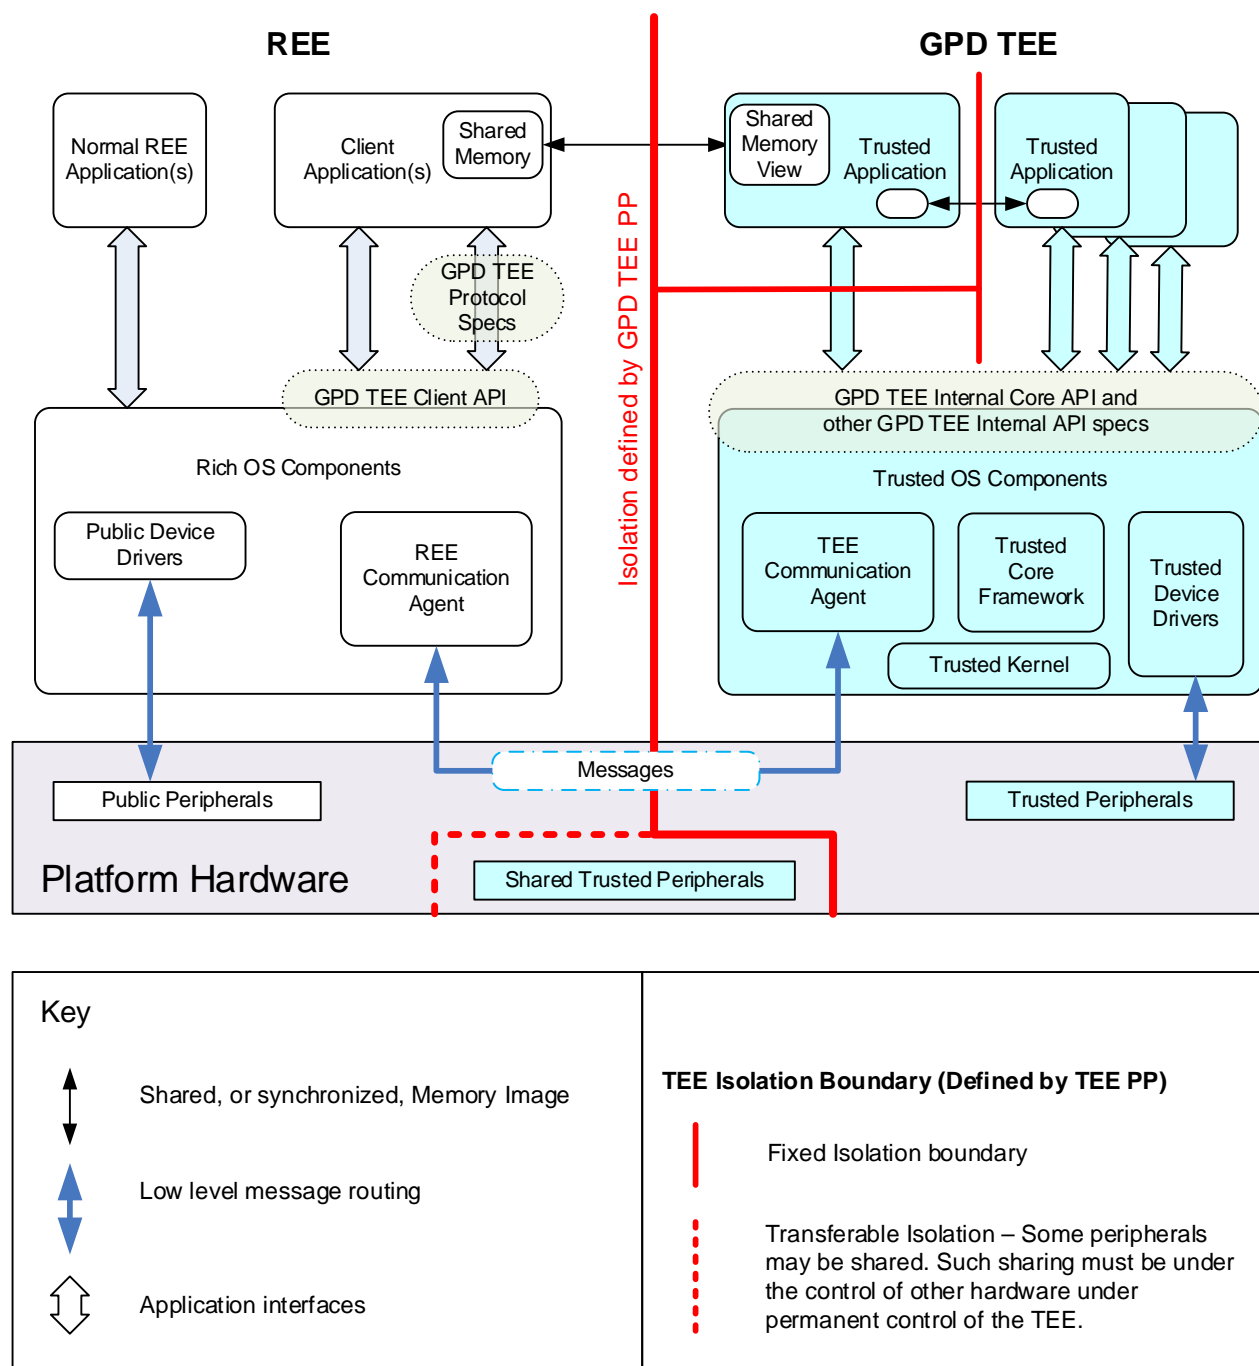 REE
GPD TEE
Normal REE
Application(s)
Client
Application(s)
Shared
Memory
Shared
Memory
View
Trusted
Application
Trusted
Application
GPD TEE
Protocol
Specs
Isolation defined by GPD TEE PP
GPD TEE Client API
GPD TEE Internal Core API and
other GPD TEE Internal API specs
Rich OS Components
Trusted OS Components
Public Device
Drivers
REE
Communication
Agent
TEE
Communication
Agent
Trusted
Core
Framework
Trusted
Device
Drivers
Trusted Kernel
Messages
Public Peripherals
Trusted Peripherals
Platform Hardware
Shared Trusted Peripherals
Key
Shared, or synchronized, Memory Image
Low level message routing
Application interfaces
TEE Isolation Boundary (Defined by TEE PP)
Fixed Isolation boundary
Transferable Isolation – Some peripherals
may be shared. Such sharing must be under
the control of other hardware under
permanent control of the TEE.